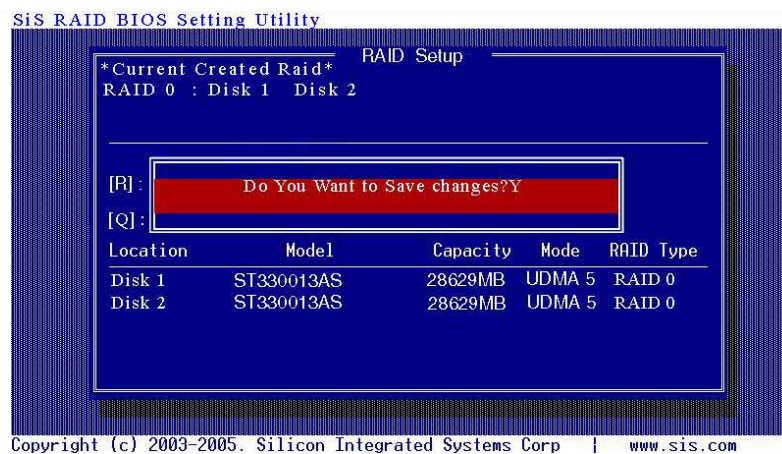 SiS RAID BIOS Setting Utility
RAID Setup
*Current Created Raid*
RAID 0 : Disk 1 Disk 2
[R] :
Do You Want to Save changes?Y
[Q] :
Location Model Capacity Mode RAID Type
Disk 1 ST330013AS 28629MB UDMA 5 RAID 0
Disk 2 ST330013AS 28629MB UDMA 5 RAID 0
Copyright (c) 2003-2005. Silicon Integrated Systems Corp | www.sis.com